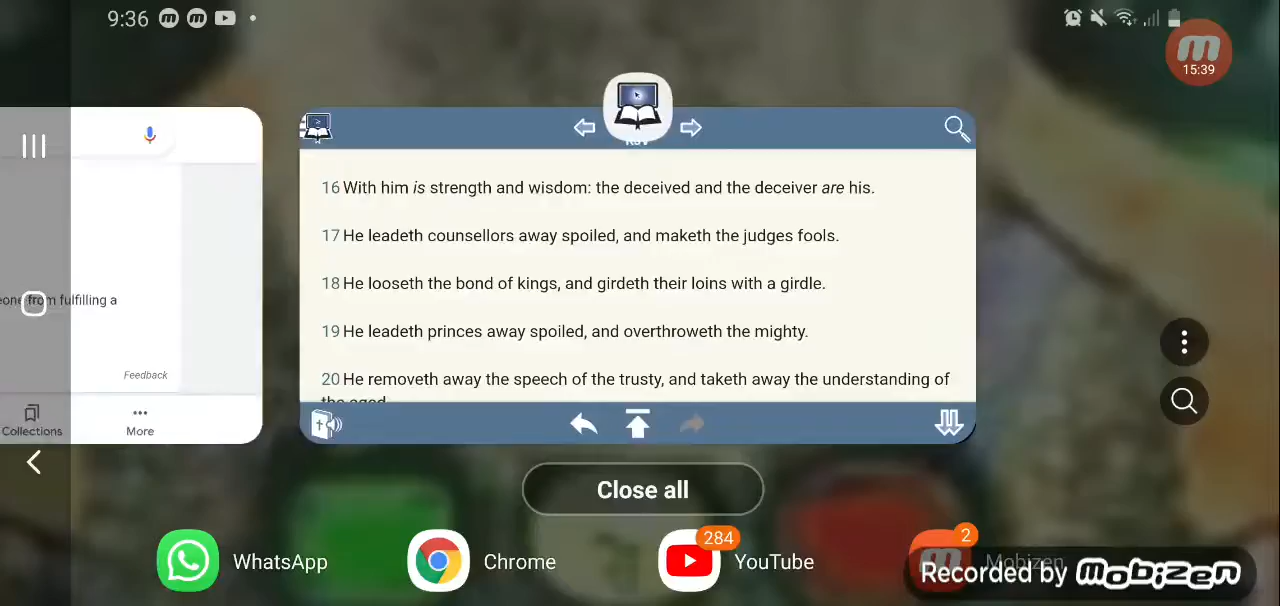 9:36
15:39
KJV
16 With him is strength and wisdom: the deceived and the deceiver are his.
17 He leadeth counsellors away spoiled, and maketh the judges fools.
18 He looseth the bond of kings, and girdeth their loins with a girdle.
19 He leadeth princes away spoiled, and overthroweth the mighty.
20 He removeth away the speech of the trusty, and taketh away the understanding of
the aged.
from fulfilling a
Feedback
Collections
More
Close all
WhatsApp
Chrome
284
YouTube
2
Mobizen
Recorded by mobizen